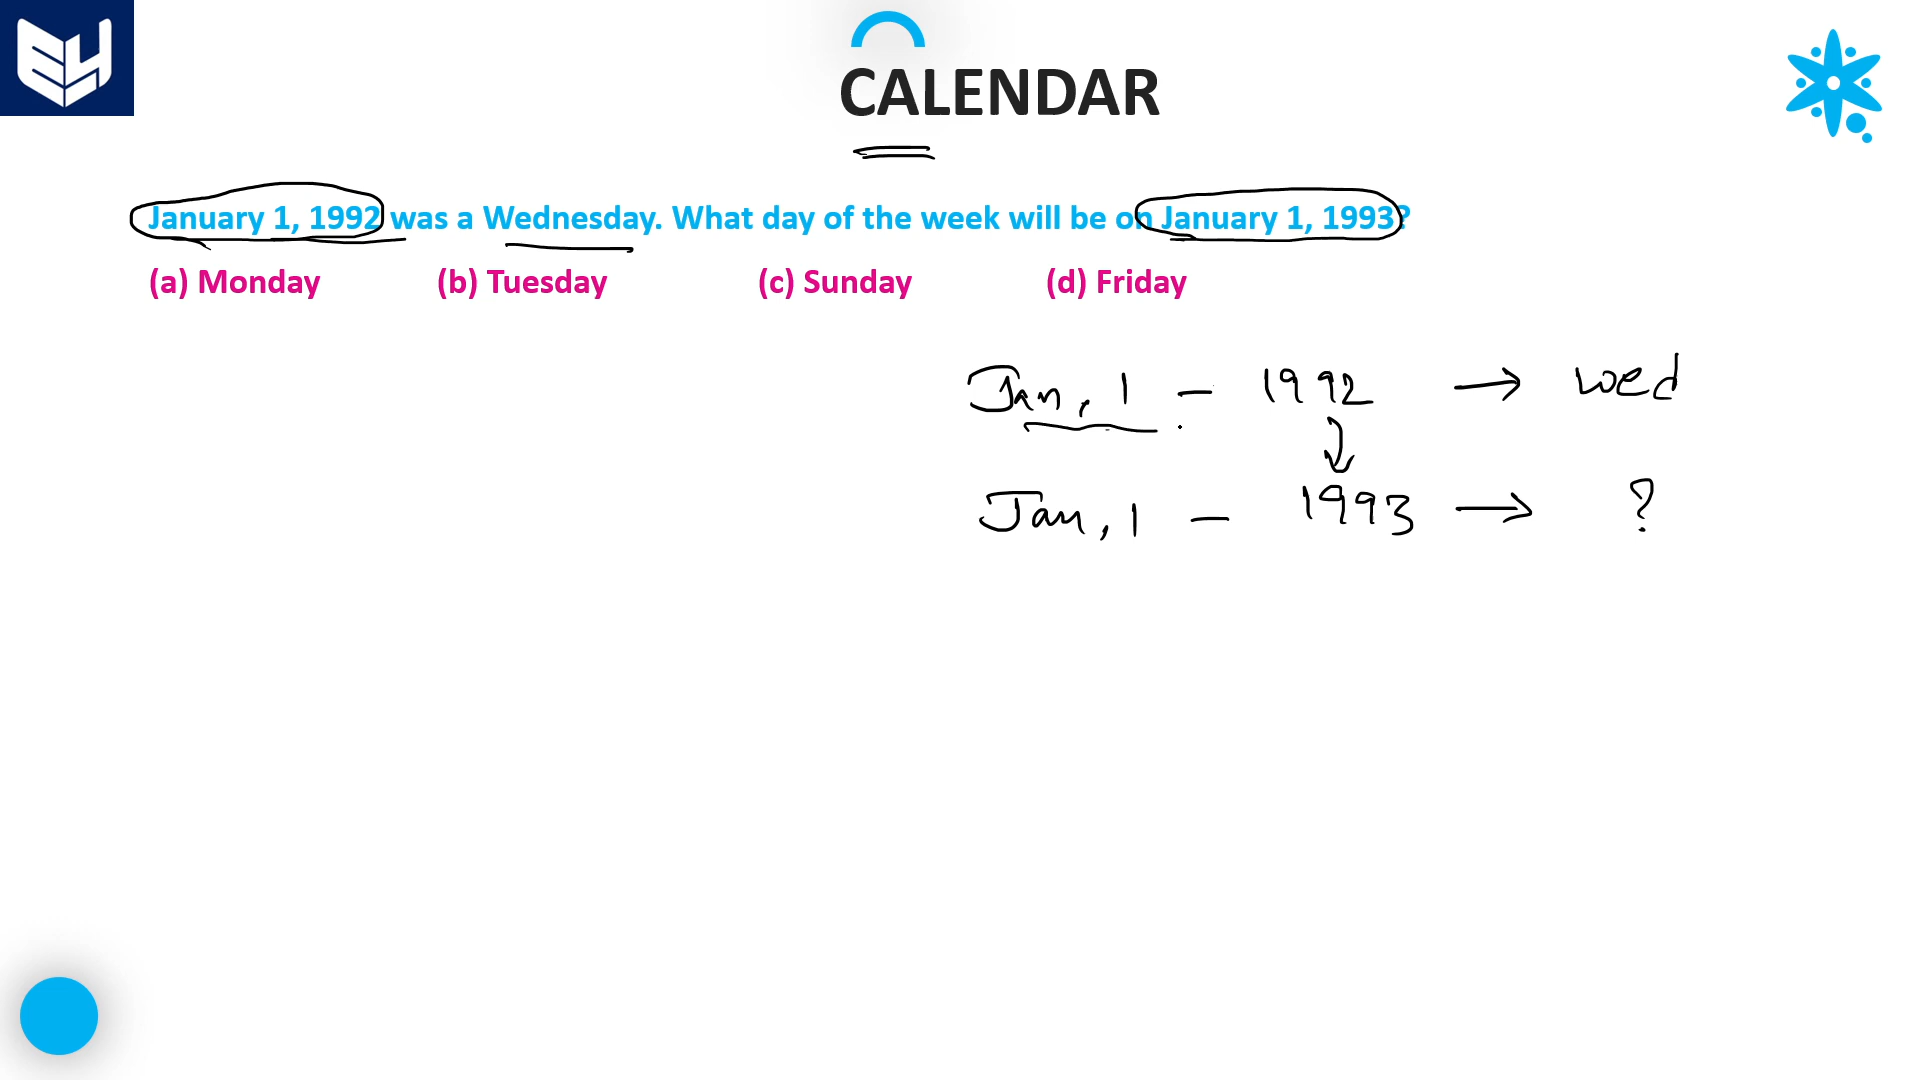 CALENDAR
January 1, 1992 was a Wednesday. What day of the week will be on January 1, 1993?
(a) Monday (b) Tuesday (c) Sunday (d) Friday
Jan, 1 - 1992 → wed
Jan, 1 - 1993 → ?